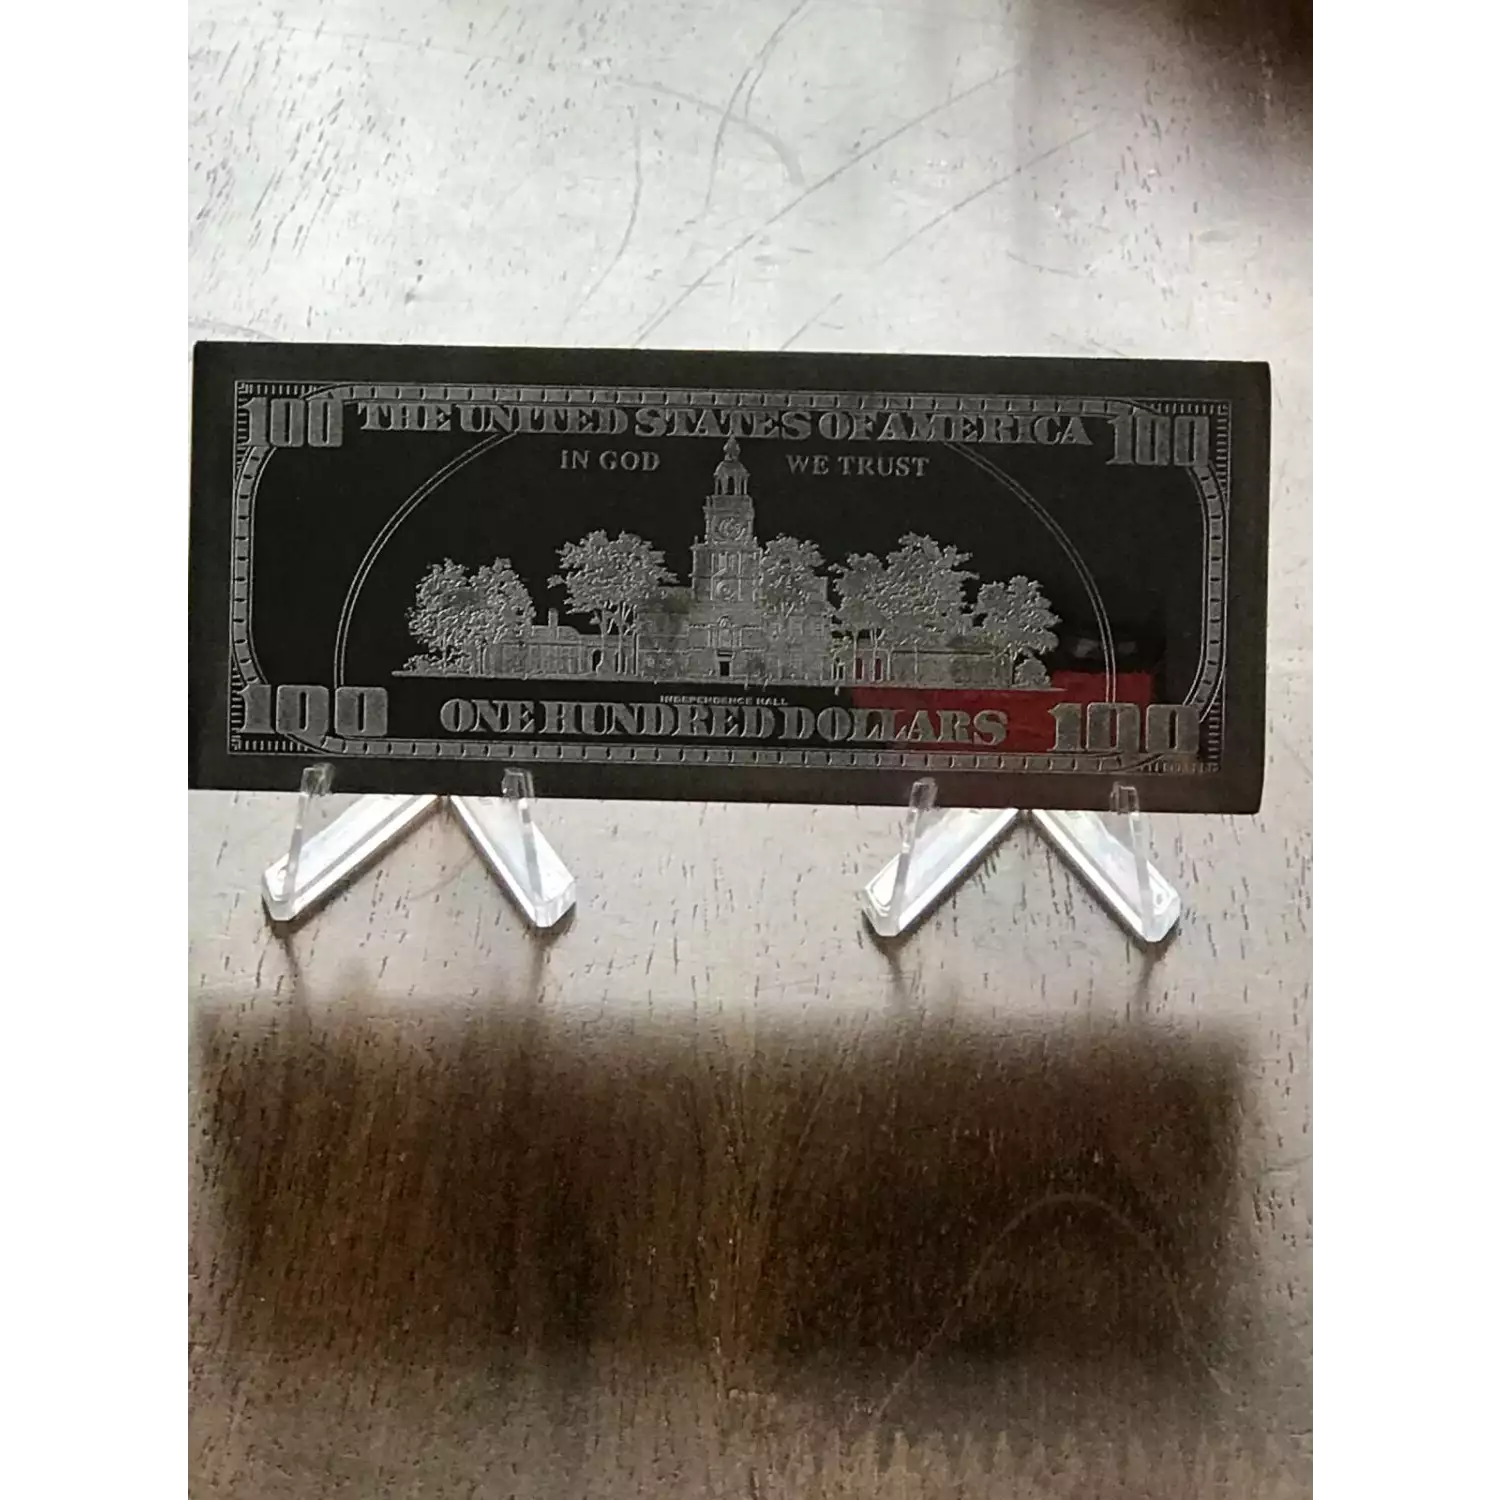 100 THE UNITED STATES OF AMERICA 100
IN GOD WE TRUST
INDEPENDENCE HALL
100 ONE HUNDRED DOLLARS 100